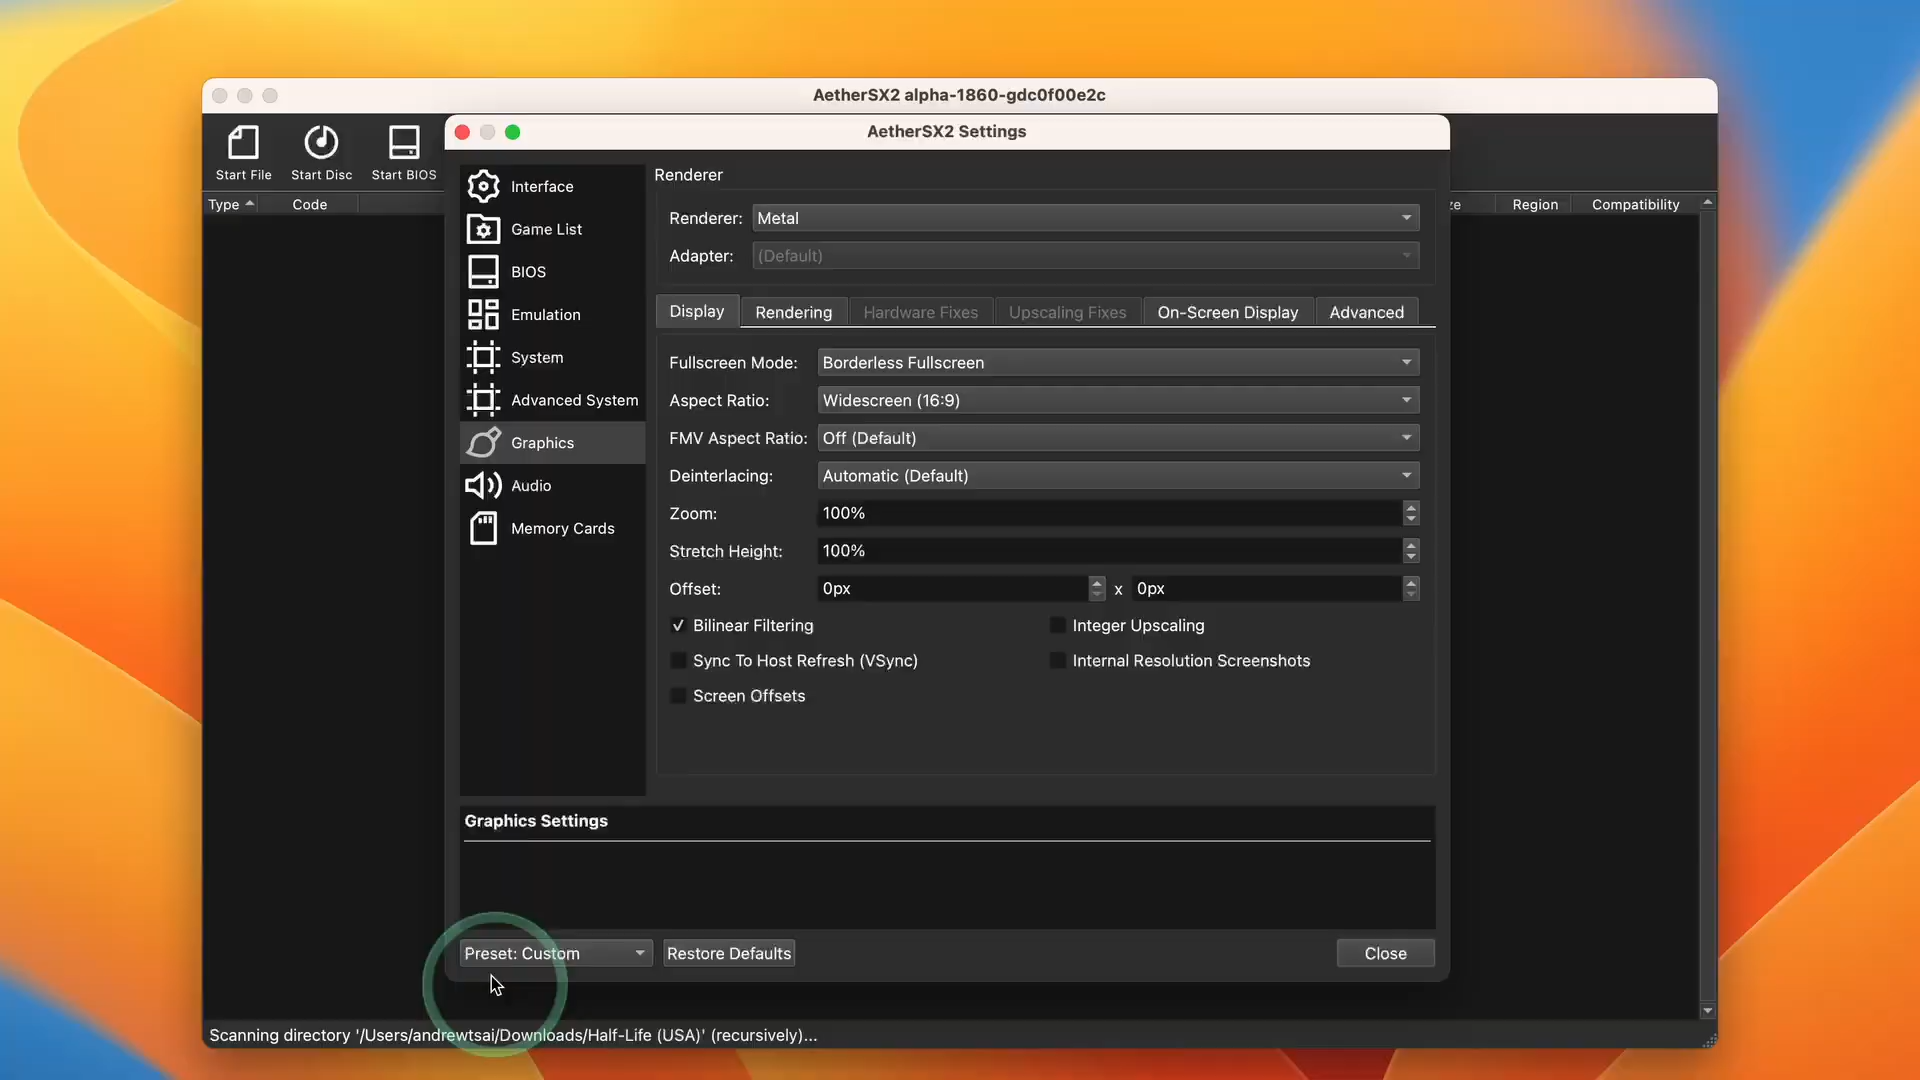 AetherSX2 alpha-1860-gdc0f00e2c
Start File
Start Disc
Start BIOS
Type
Code
Region
Compatibility
AetherSX2 Settings
Interface
Game List
BIOS
Emulation
System
Advanced System
Graphics
Audio
Memory Cards
Renderer
Renderer: Metal
Adapter: (Default)
Display
Rendering
Hardware Fixes
Upscaling Fixes
On-Screen Display
Advanced
Fullscreen Mode: Borderless Fullscreen
Aspect Ratio: Widescreen (16:9)
FMV Aspect Ratio: Off (Default)
Deinterlacing: Automatic (Default)
Zoom: 100%
Stretch Height: 100%
Offset: 0px x 0px
Bilinear Filtering
Integer Upscaling
Sync To Host Refresh (VSync)
Internal Resolution Screenshots
Screen Offsets
Graphics Settings
Preset: Custom
Restore Defaults
Close
Scanning directory '/Users/andrewtsai/Downloads/Half-Life (USA)' (recursively)...